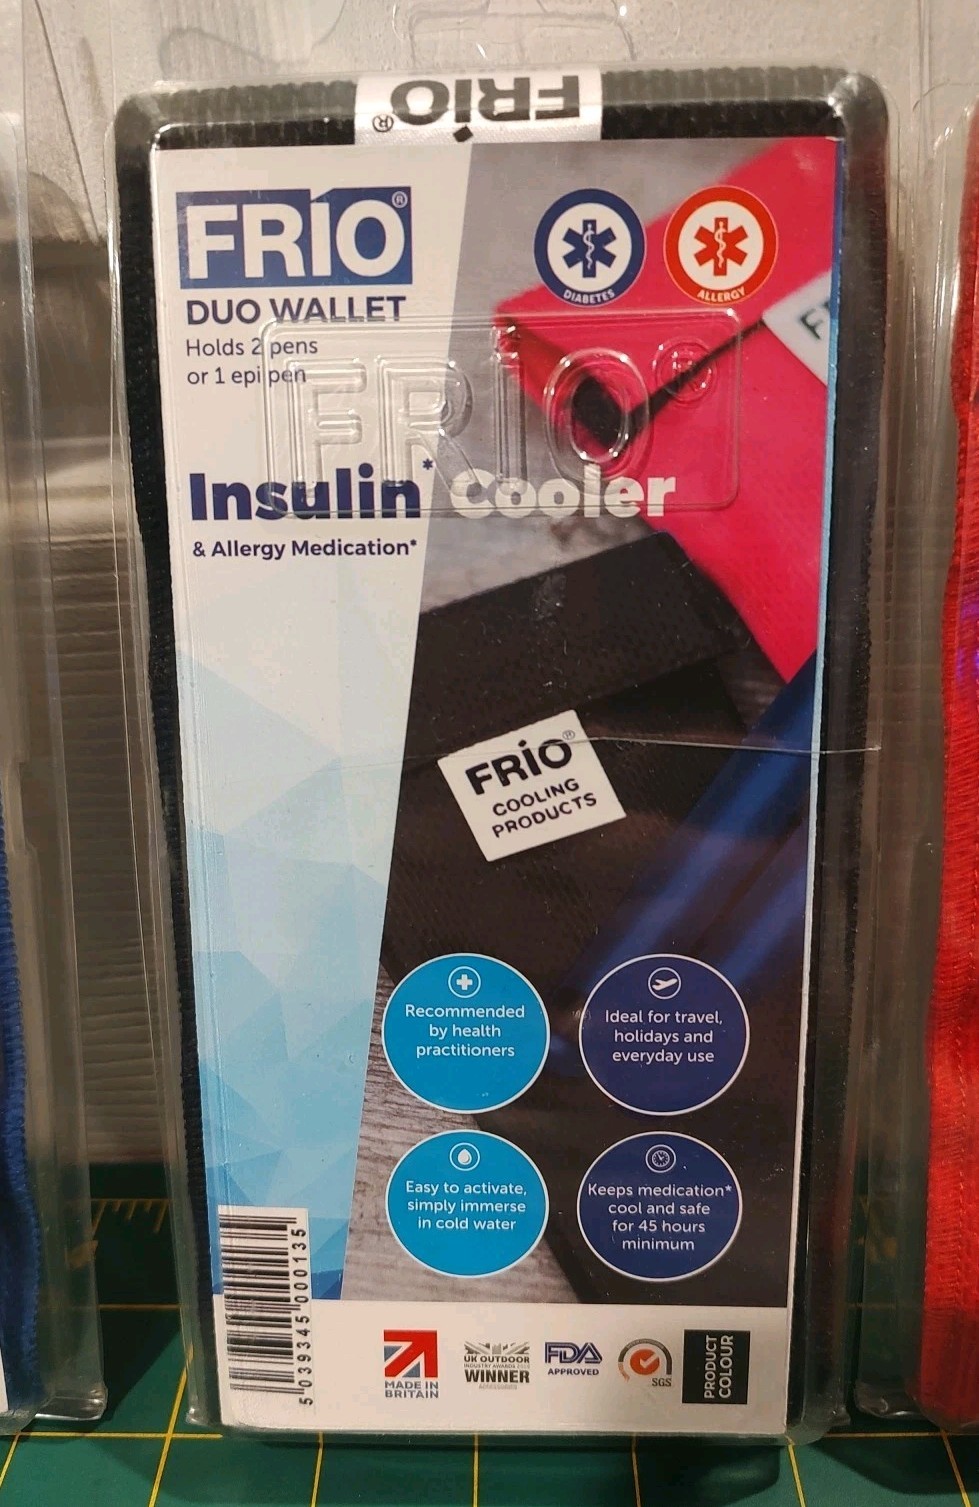 FRIO®
FRIO®
DUO WALLET
Holds 2 pens
or 1 epi pen
DIABETES
ALLERGY
FRIO®
Insulin* Cooler
& Allergy Medication*
FRIO®
COOLING
PRODUCTS
Recommended
by health
practitioners
Ideal for travel,
holidays and
everyday use
Easy to activate,
simply immerse
in cold water
Keeps medication*
cool and safe
for 45 hours
minimum
5 039345 000135
MADE IN
BRITAIN
UK OUTDOOR
INDUSTRY AWARDS
WINNER
FDA
APPROVED
SGS
PRODUCT
COLOUR